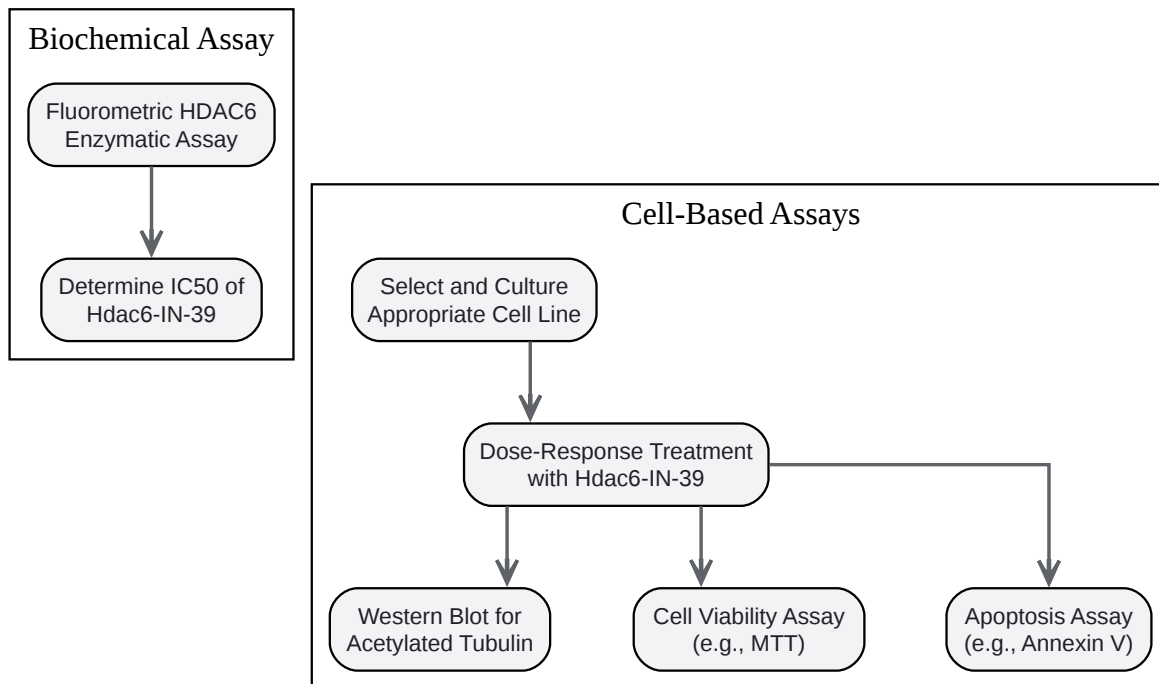 Biochemical Assay
Fluorometric HDAC6
Enzymatic Assay
Determine IC50 of
Hdac6-IN-39
Cell-Based Assays
Select and Culture
Appropriate Cell Line
Dose-Response Treatment
with Hdac6-IN-39
Western Blot for
Acetylated Tubulin
Cell Viability Assay
(e.g., MTT)
Apoptosis Assay
(e.g., Annexin V)